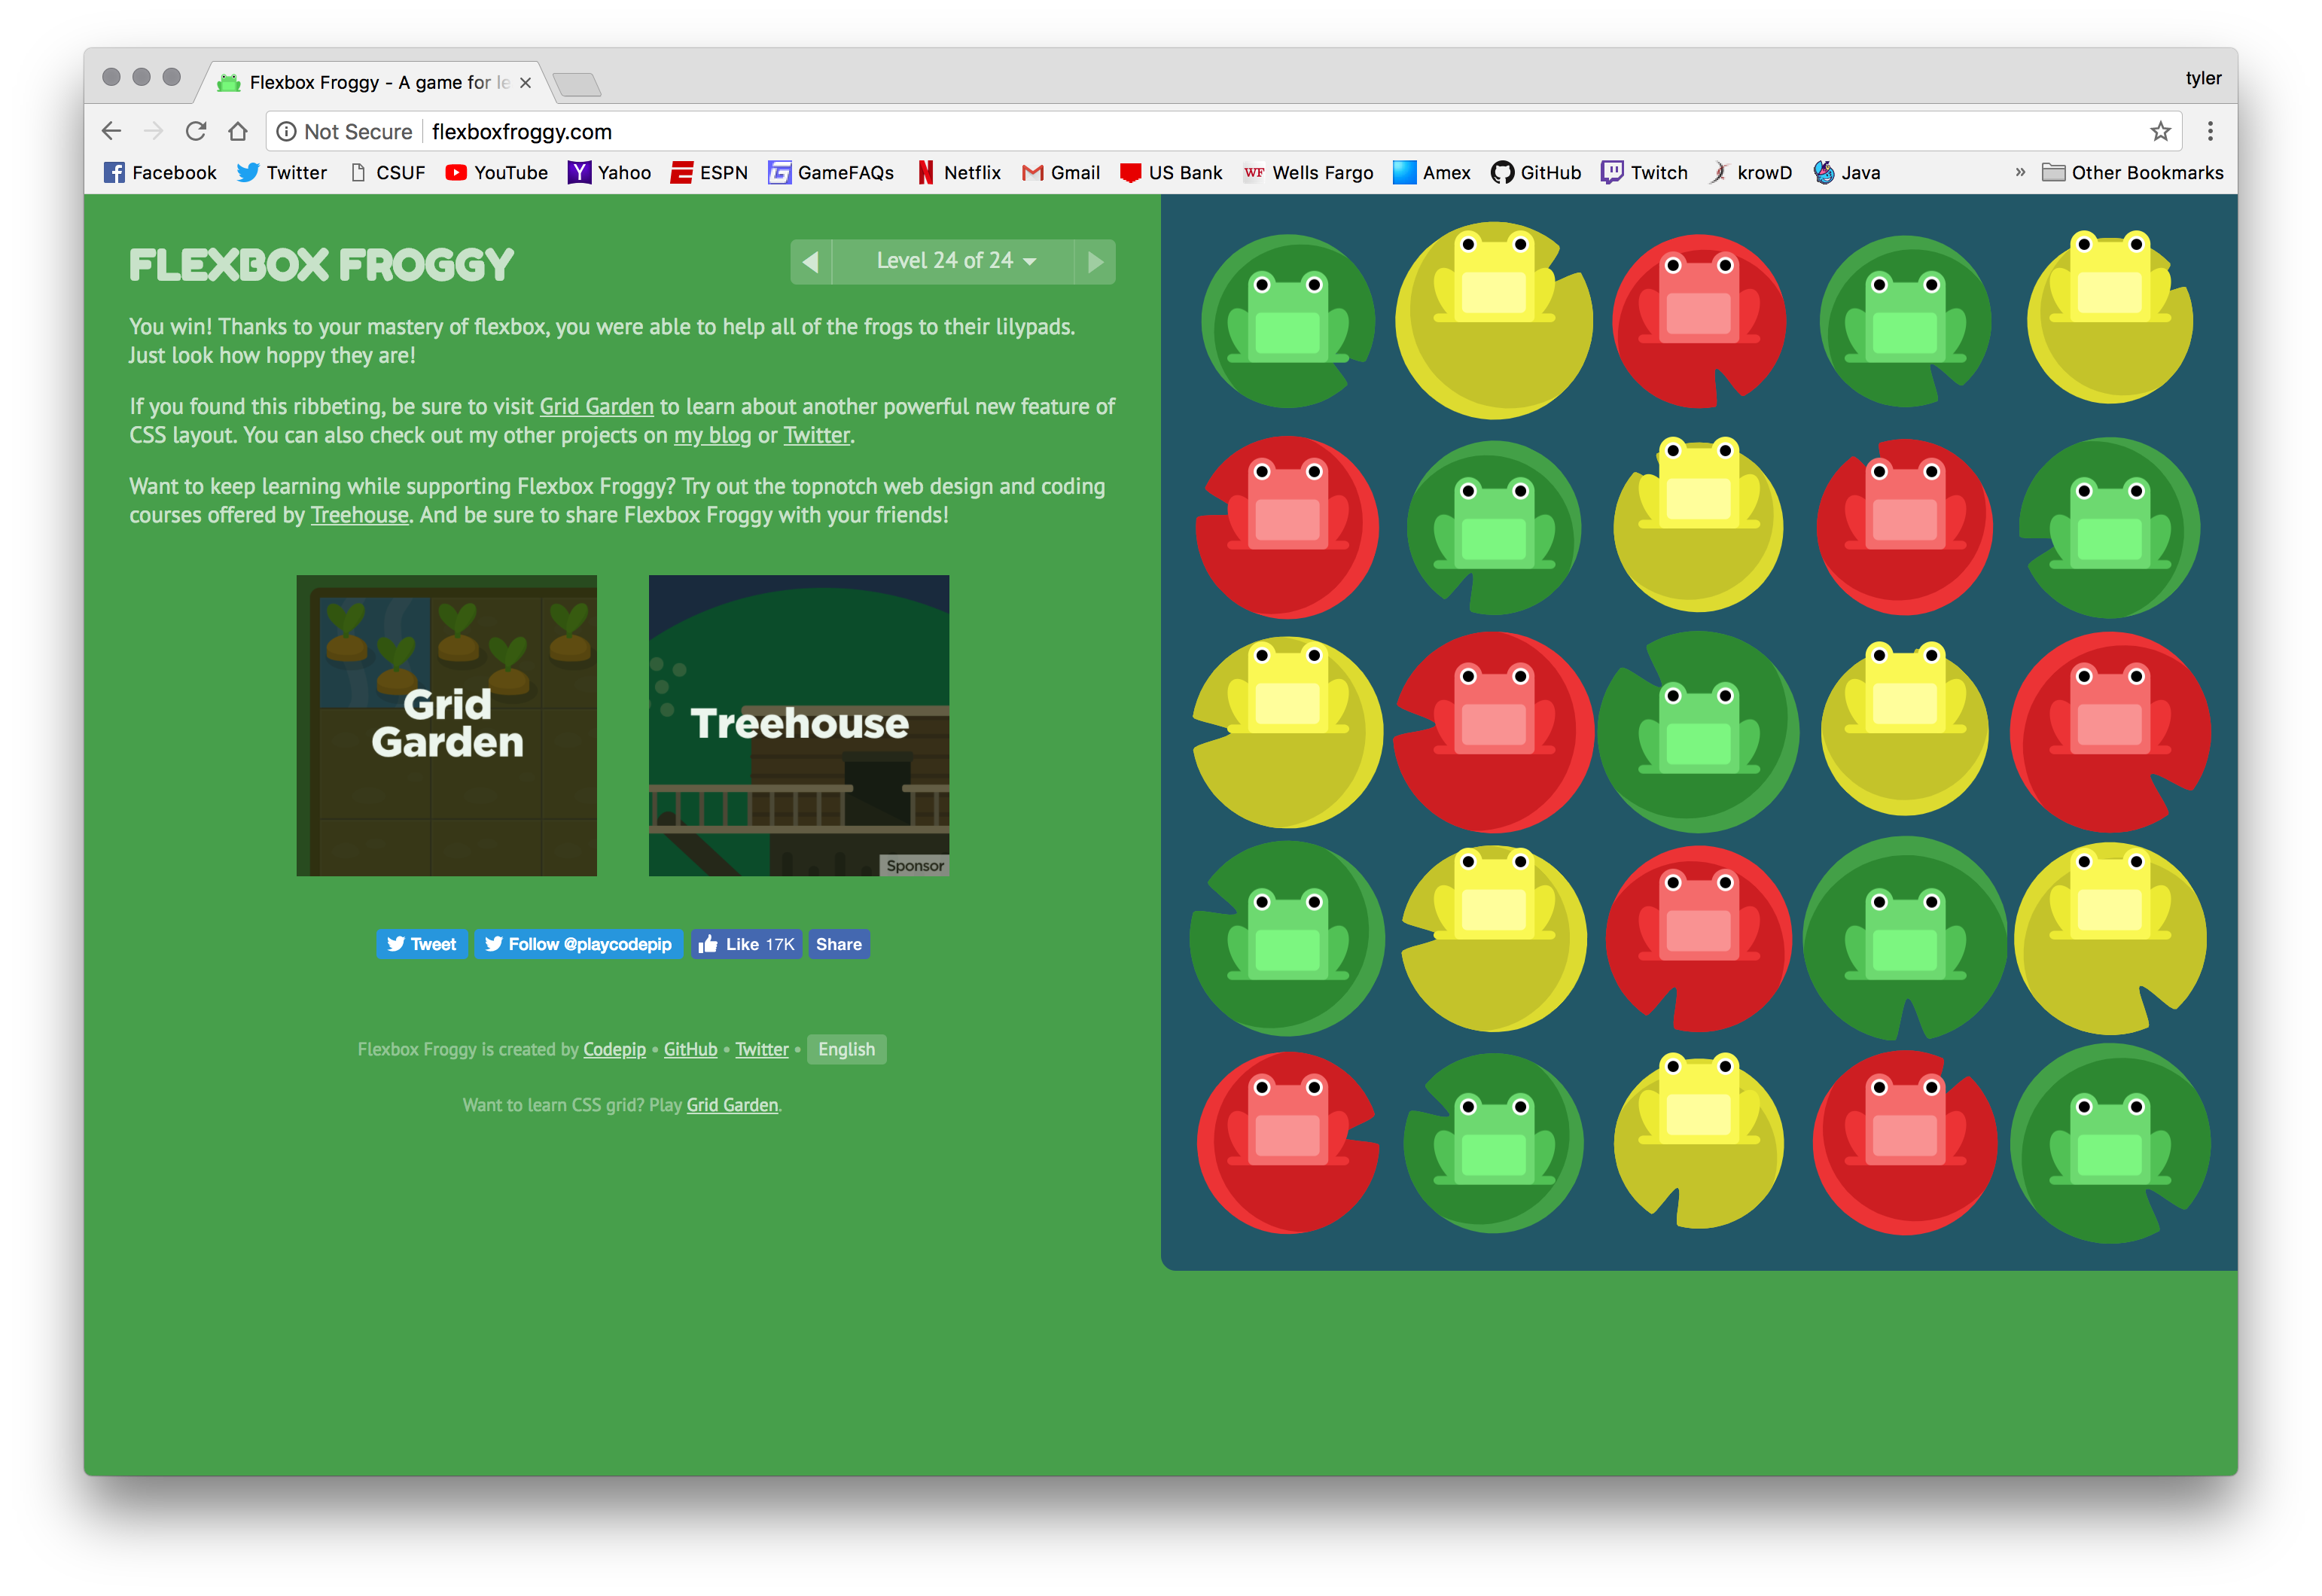 Flexbox Froggy - A game for le
tyler
Not Secure flexboxfroggy.com
Facebook Twitter CSUF YouTube Yahoo ESPN GameFAQs Netflix Gmail US Bank WF Wells Fargo Amex GitHub Twitch krowD Java » Other Bookmarks
FLEXBOX FROGGY
Level 24 of 24
You win! Thanks to your mastery of flexbox, you were able to help all of the frogs to their lilypads.
Just look how hoppy they are!
If you found this ribbeting, be sure to visit Grid Garden to learn about another powerful new feature of
CSS layout. You can also check out my other projects on my blog or Twitter.
Want to keep learning while supporting Flexbox Froggy? Try out the topnotch web design and coding
courses offered by Treehouse. And be sure to share Flexbox Froggy with your friends!
Grid
Garden
Treehouse
Sponsor
Tweet Follow @playcodepip Like 17K Share
Flexbox Froggy is created by Codepip • GitHub • Twitter • English
Want to learn CSS grid? Play Grid Garden.